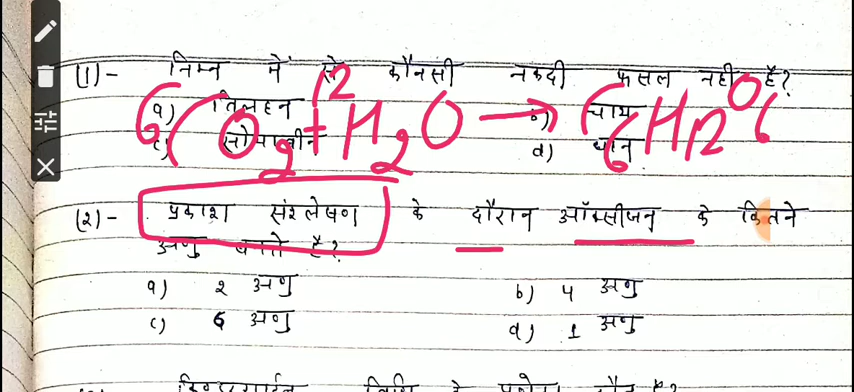 (1)- निम्न में से कौनसी नकदी फसल नही है?
a) तिलहन b) चाय
c) सोयाबीन d) धान
6CO2 + 12H2O → C6H12O6
(2)- प्रकाश संश्लेषण के दौरान ऑक्सीजन के कितने
अणु बनते है?
a) 2 अणु b) 4 अणु
c) 6 अणु d) 1 अणु